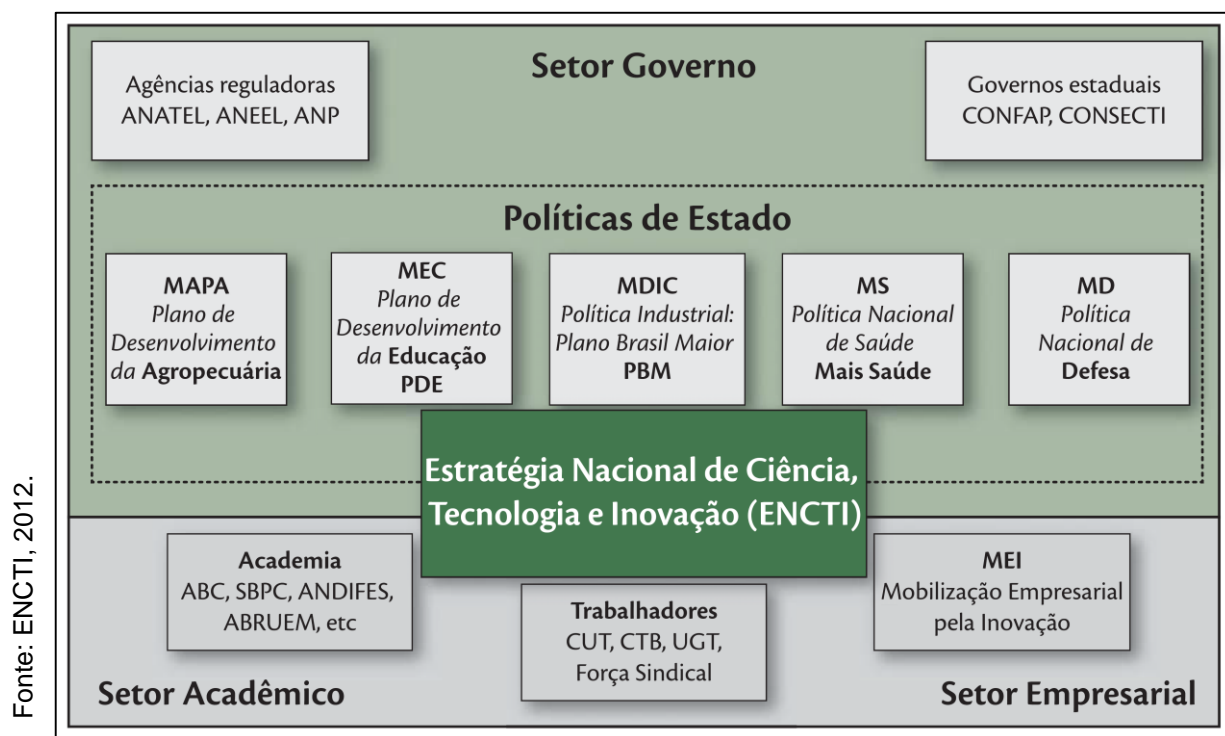 Setor Governo
Agências reguladoras
ANATEL, ANEEL, ANP
Governos estaduais
CONFAP, CONSECTI
Políticas de Estado
MAPA
Plano de
Desenvolvimento
da Agropecuária
MEC
Plano de
Desenvolvimento
da Educação
PDE
MDIC
Política Industrial:
Plano Brasil Maior
PBM
MS
Política Nacional
de Saúde
Mais Saúde
MD
Política
Nacional de
Defesa
Estratégia Nacional de Ciência,
Tecnologia e Inovação (ENCTI)
Academia
ABC, SBPC, ANDIFES,
ABRUEM, etc
Trabalhadores
CUT, CTB, UGT,
Força Sindical
MEI
Mobilização Empresarial
pela Inovação
Setor Acadêmico
Setor Empresarial
Fonte: ENCTI, 2012.